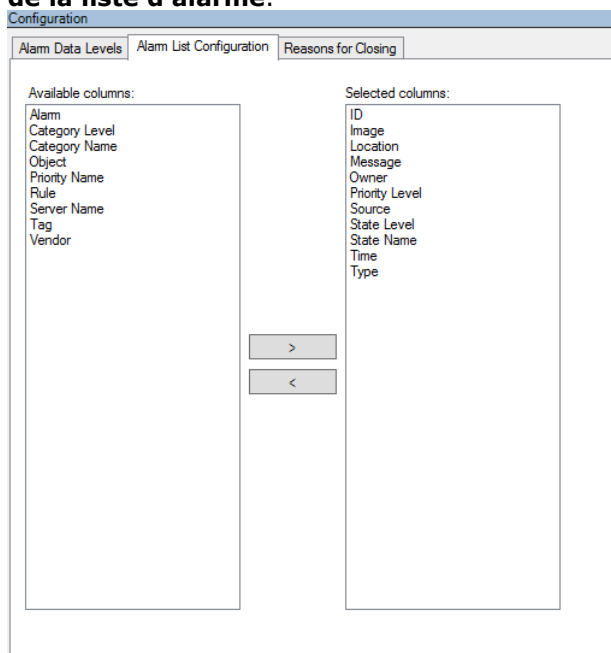 de la liste d'alarme.
Configuration
Alarm Data Levels
Alarm List Configuration
Reasons for Closing
Available columns:
Alarm
Category Level
Category Name
Object
Priority Name
Rule
Server Name
Tag
Vendor
>
<
Selected columns:
ID
Image
Location
Message
Owner
Priority Level
Source
State Level
State Name
Time
Type